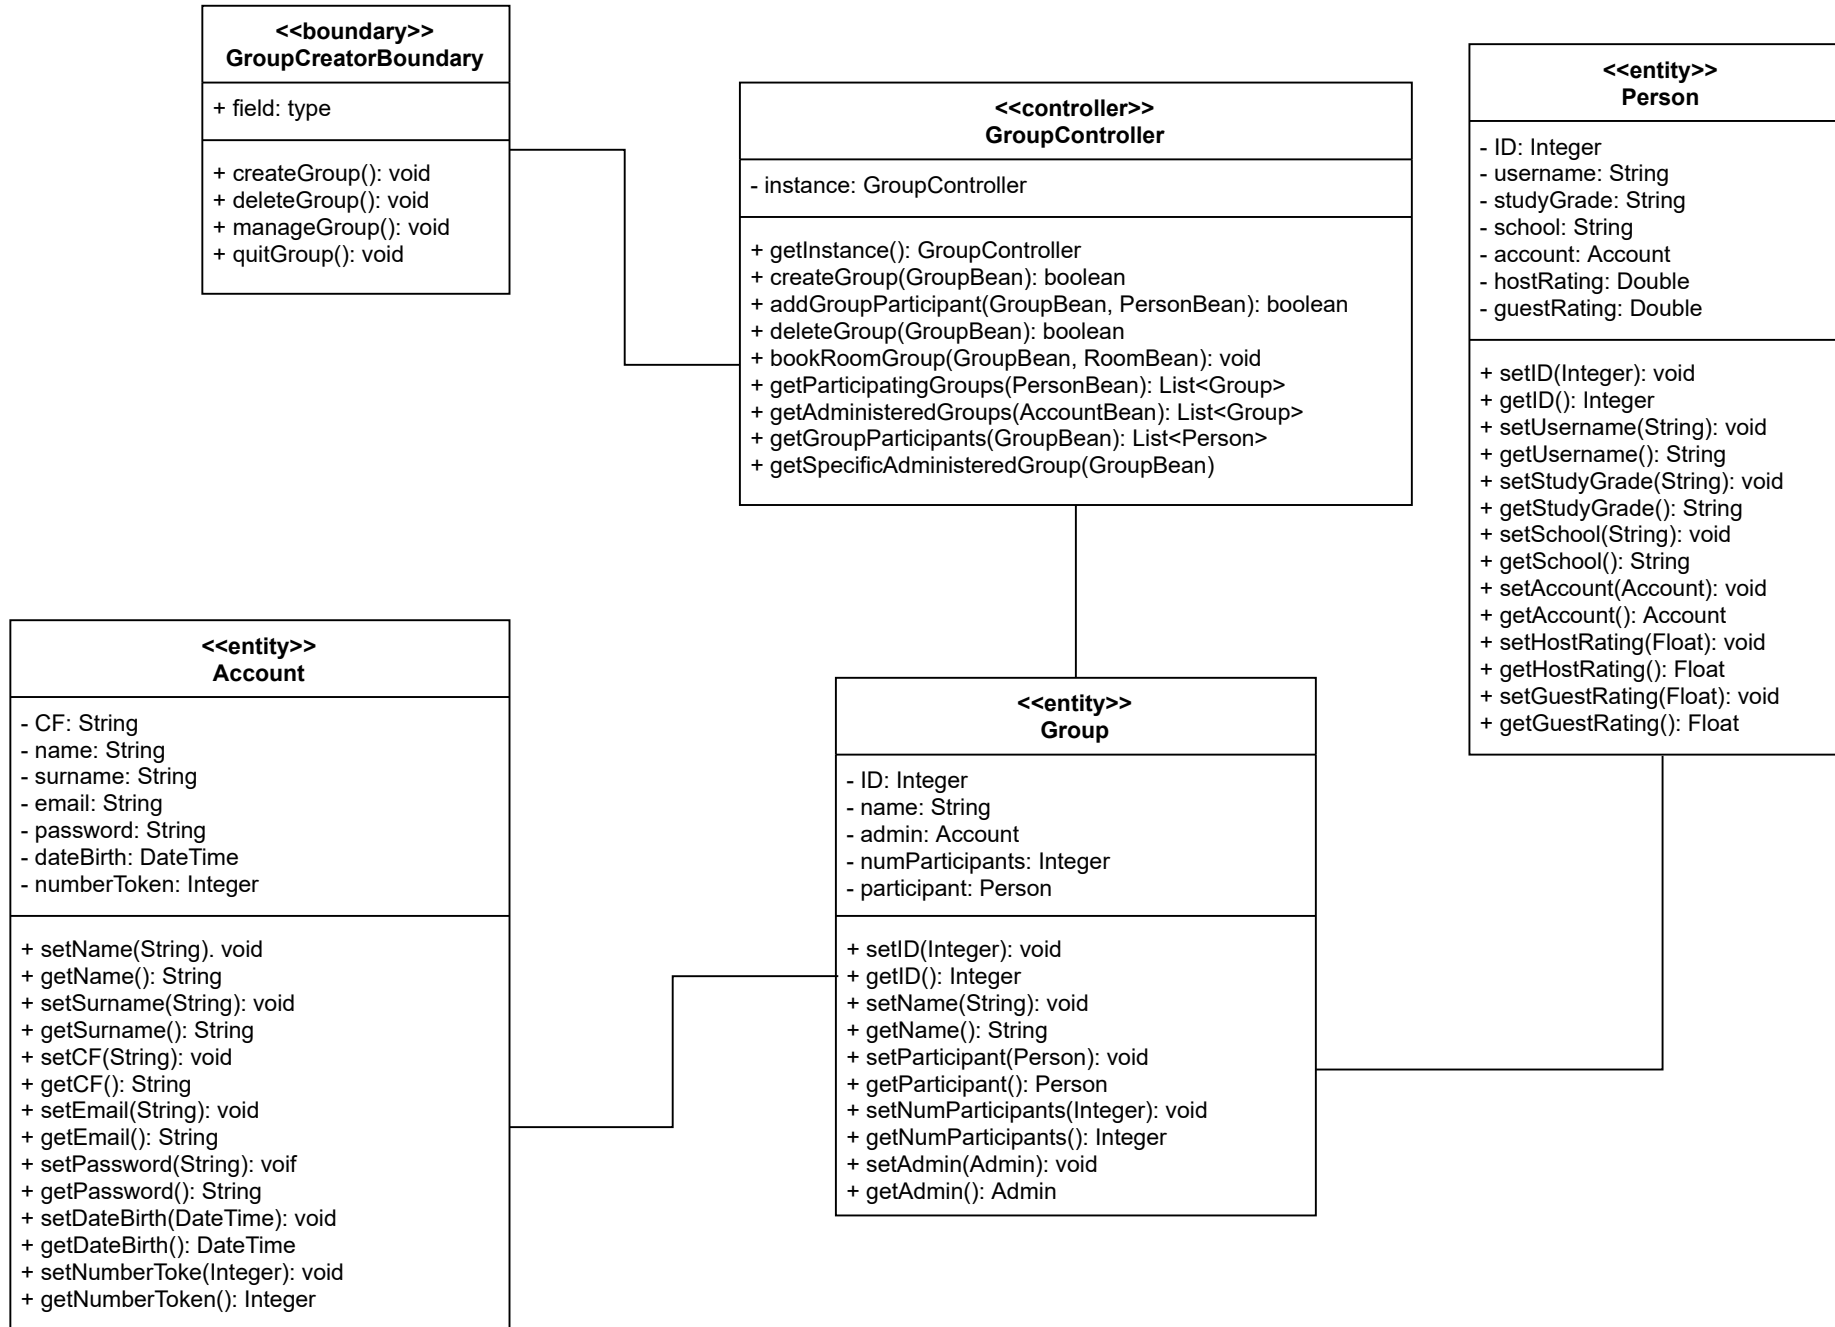 <<boundary>>
GroupCreatorBoundary
+ field: type
+ createGroup(): void
+ deleteGroup(): void
+ manageGroup(): void
+ quitGroup(): void
<<controller>>
GroupController
- instance: GroupController
+ getInstance(): GroupController
+ createGroup(GroupBean): boolean
+ addGroupParticipant(GroupBean, PersonBean): boolean
+ deleteGroup(GroupBean): boolean
+ bookRoomGroup(GroupBean, RoomBean): void
+ getParticipatingGroups(PersonBean): List<Group>
+ getAdministeredGroups(AccountBean): List<Group>
+ getGroupParticipants(GroupBean): List<Person>
+ getSpecificAdministeredGroup(GroupBean)
<<entity>>
Person
- ID: Integer
- username: String
- studyGrade: String
- school: String
- account: Account
- hostRating: Double
- guestRating: Double
+ setID(Integer): void
+ getID(): Integer
+ setUsername(String): void
+ getUsername(): String
+ setStudyGrade(String): void
+ getStudyGrade(): String
+ setSchool(String): void
+ getSchool(): String
+ setAccount(Account): void
+ getAccount(): Account
+ setHostRating(Float): void
+ getHostRating(): Float
+ setGuestRating(Float): void
+ getGuestRating(): Float
<<entity>>
Account
- CF: String
- name: String
- surname: String
- email: String
- password: String
- dateBirth: DateTime
- numberToken: Integer
+ setName(String). void
+ getName(): String
+ setSurname(String): void
+ getSurname(): String
+ setCF(String): void
+ getCF(): String
+ setEmail(String): void
+ getEmail(): String
+ setPassword(String): voif
+ getPassword(): String
+ setDateBirth(DateTime): void
+ getDateBirth(): DateTime
+ setNumberToke(Integer): void
+ getNumberToken(): Integer
<<entity>>
Group
- ID: Integer
- name: String
- admin: Account
- numParticipants: Integer
- participant: Person
+ setID(Integer): void
+ getID(): Integer
+ setName(String): void
+ getName(): String
+ setParticipant(Person): void
+ getParticipant(): Person
+ setNumParticipants(Integer): void
+ getNumParticipants(): Integer
+ setAdmin(Admin): void
+ getAdmin(): Admin